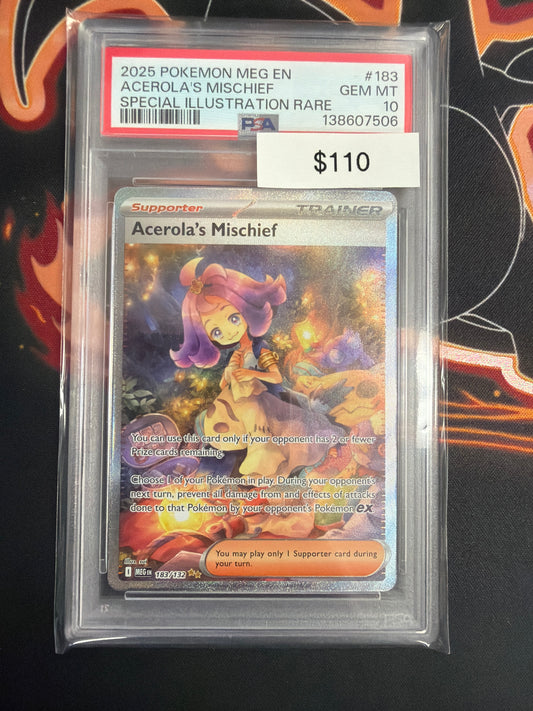 2025 POKEMON MEG EN #183
ACEROLA'S MISCHIEF GEM MT
SPECIAL ILLUSTRATION RARE 10
PSA 138607506
$110
Supporter TRAINER
Acerola's Mischief
You can use this card only if your opponent has 2 or fewer
Prize cards remaining.
Choose 1 of your Pokémon in play. During your opponent's
next turn, prevent all damage from and effects of attacks
done to that Pokémon by your opponent's Pokémon ex.
You may play only 1 Supporter card during
your turn.
I MEG EN 183/132
PSA